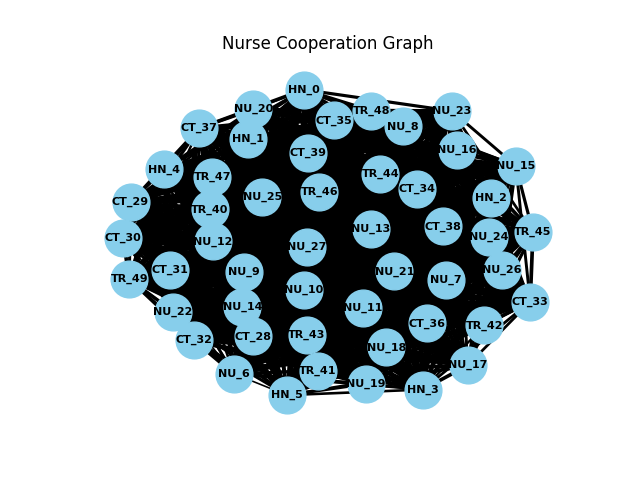 Nurse Cooperation Graph
HN_0
NU_20
TR_48
NU_23
CT_35
CT_37
NU_8
HN_1
CT_39
NU_16
NU_15
HN_4
TR_47
TR_44
CT_34
TR_46
NU_25
HN_2
CT_29
TR_40
CT_38
NU_13
TR_45
CT_30
NU_24
NU_12
NU_27
CT_31
NU_9
NU_21
NU_26
TR_49
NU_7
NU_10
CT_33
NU_14
NU_11
NU_22
CT_36
TR_42
CT_32
CT_28
TR_43
NU_18
NU_17
TR_41
NU_6
NU_19
HN_3
HN_5